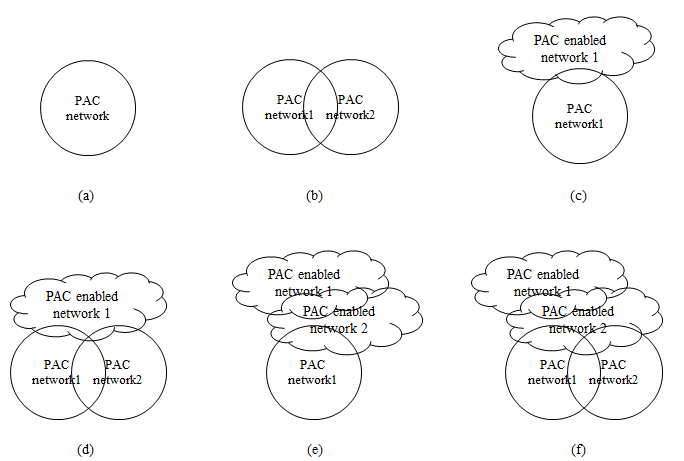 PAC
network
(a)
PAC
network1
PAC
network2
(b)
PAC enabled
network 1
PAC
network1
(c)
PAC enabled
network 1
PAC
network1
PAC
network2
(d)
PAC enabled
network 1
PAC enabled
network 2
PAC
network1
(e)
PAC enabled
network 1
PAC enabled
network 2
PAC
network1
PAC
network2
(f)